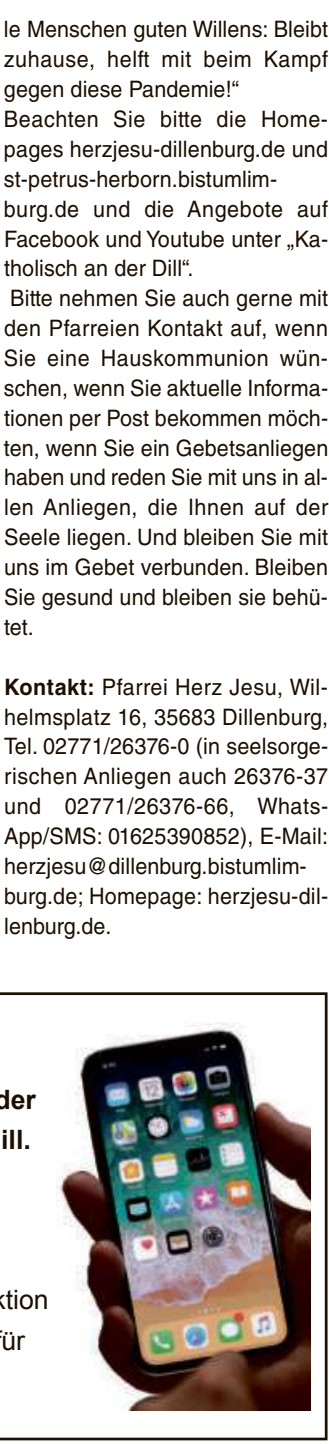 le Menschen guten Willens: Bleibt
zuhause, helft mit beim Kampf
gegen diese Pandemie!“
Beachten Sie bitte die Home-
pages herzjesu-dillenburg.de und
st-petrus-herborn.bistumlim-
burg.de und die Angebote auf
Facebook und Youtube unter „Ka-
tholisch an der Dill“.
Bitte nehmen Sie auch gerne mit
den Pfarreien Kontakt auf, wenn
Sie eine Hauskommunion wün-
schen, wenn Sie aktuelle Informa-
tionen per Post bekommen möch-
ten, wenn Sie ein Gebetsanliegen
haben und reden Sie mit uns in al-
len Anliegen, die Ihnen auf der
Seele liegen. Und bleiben Sie mit
uns im Gebet verbunden. Bleiben
Sie gesund und bleiben sie behü-
tet.
Kontakt: Pfarrei Herz Jesu, Wil-
helmsplatz 16, 35683 Dillenburg,
Tel. 02771/26376-0 (in seelsorge-
rischen Anliegen auch 26376-37
und 02771/26376-66, Whats-
App/SMS: 01625390852), E-Mail:
herzjesu@dillenburg.bistumlim-
burg.de; Homepage: herzjesu-dil-
lenburg.de.
der
ill.
ktion
für